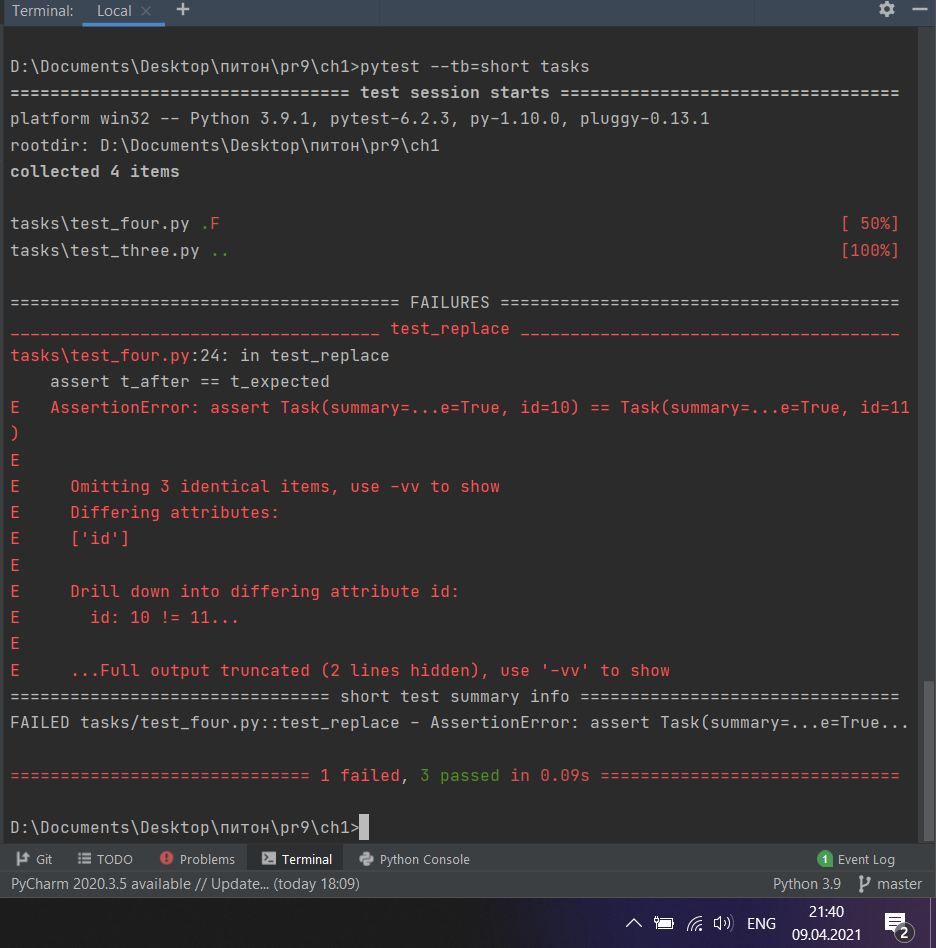 Terminal: Local × +
D:\Documents\Desktop\питон\pr9\ch1>pytest --tb=short tasks
================================== test session starts ==================================
platform win32 -- Python 3.9.1, pytest-6.2.3, py-1.10.0, pluggy-0.13.1
rootdir: D:\Documents\Desktop\питон\pr9\ch1
collected 4 items
tasks\test_four.py .F [ 50%]
tasks\test_three.py .. [100%]
======================================= FAILURES ========================================
_____________________________________ test_replace ______________________________________
tasks\test_four.py:24: in test_replace
assert t_after == t_expected
E AssertionError: assert Task(summary=...e=True, id=10) == Task(summary=...e=True, id=11
)
E
E Omitting 3 identical items, use -vv to show
E Differing attributes:
E ['id']
E
E Drill down into differing attribute id:
E id: 10 != 11...
E
E ...Full output truncated (2 lines hidden), use '-vv' to show
================================ short test summary info ================================
FAILED tasks/test_four.py::test_replace - AssertionError: assert Task(summary=...e=True...
============================== 1 failed, 3 passed in 0.09s ==============================
D:\Documents\Desktop\питон\pr9\ch1>
Git TODO Problems Terminal Python Console 1 Event Log
PyCharm 2020.3.5 available // Update... (today 18:09) Python 3.9 master
ENG 21:40
09.04.2021 2